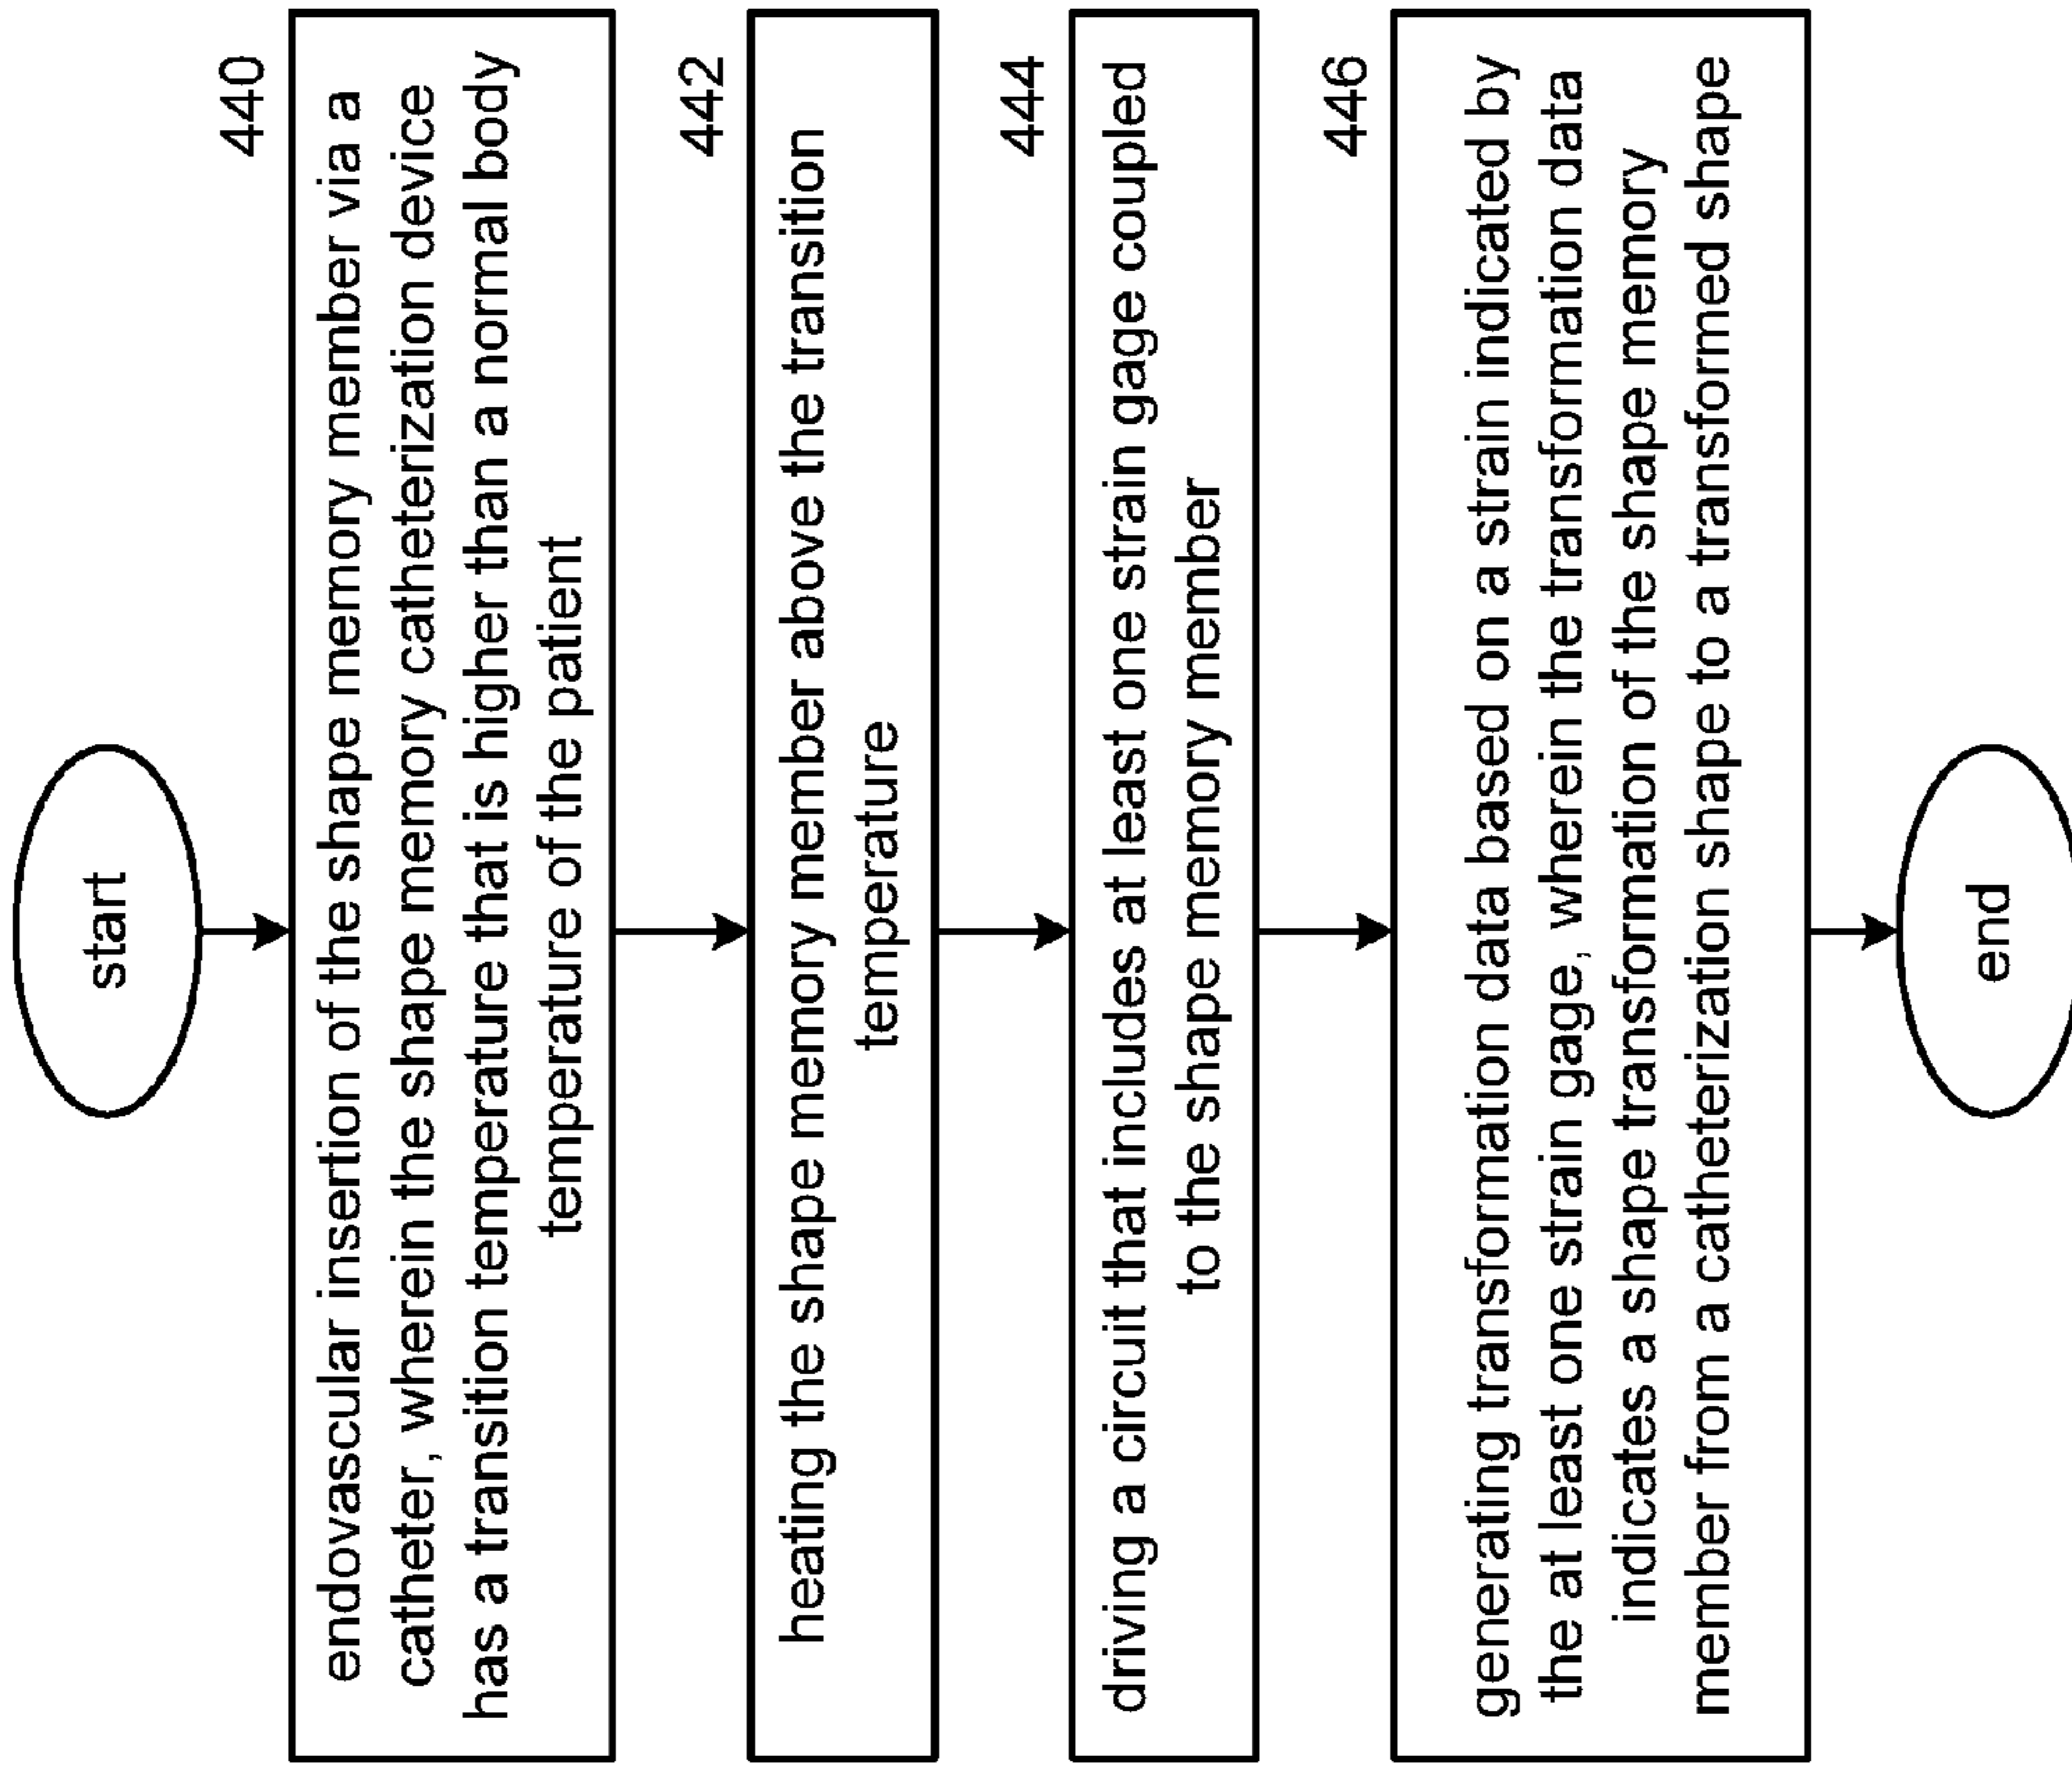 start
440
endovascular insertion of the shape memory member via a
catheter, wherein the shape memory catheterization device
has a transition temperature that is higher than a normal body
temperature of the patient
442
heating the shape memory member above the transition
temperature
444
driving a circuit that includes at least one strain gage coupled
to the shape memory member
446
generating transformation data based on a strain indicated by
the at least one strain gage, wherein the transformation data
indicates a shape transformation of the shape memory
member from a catheterization shape to a transformed shape
end